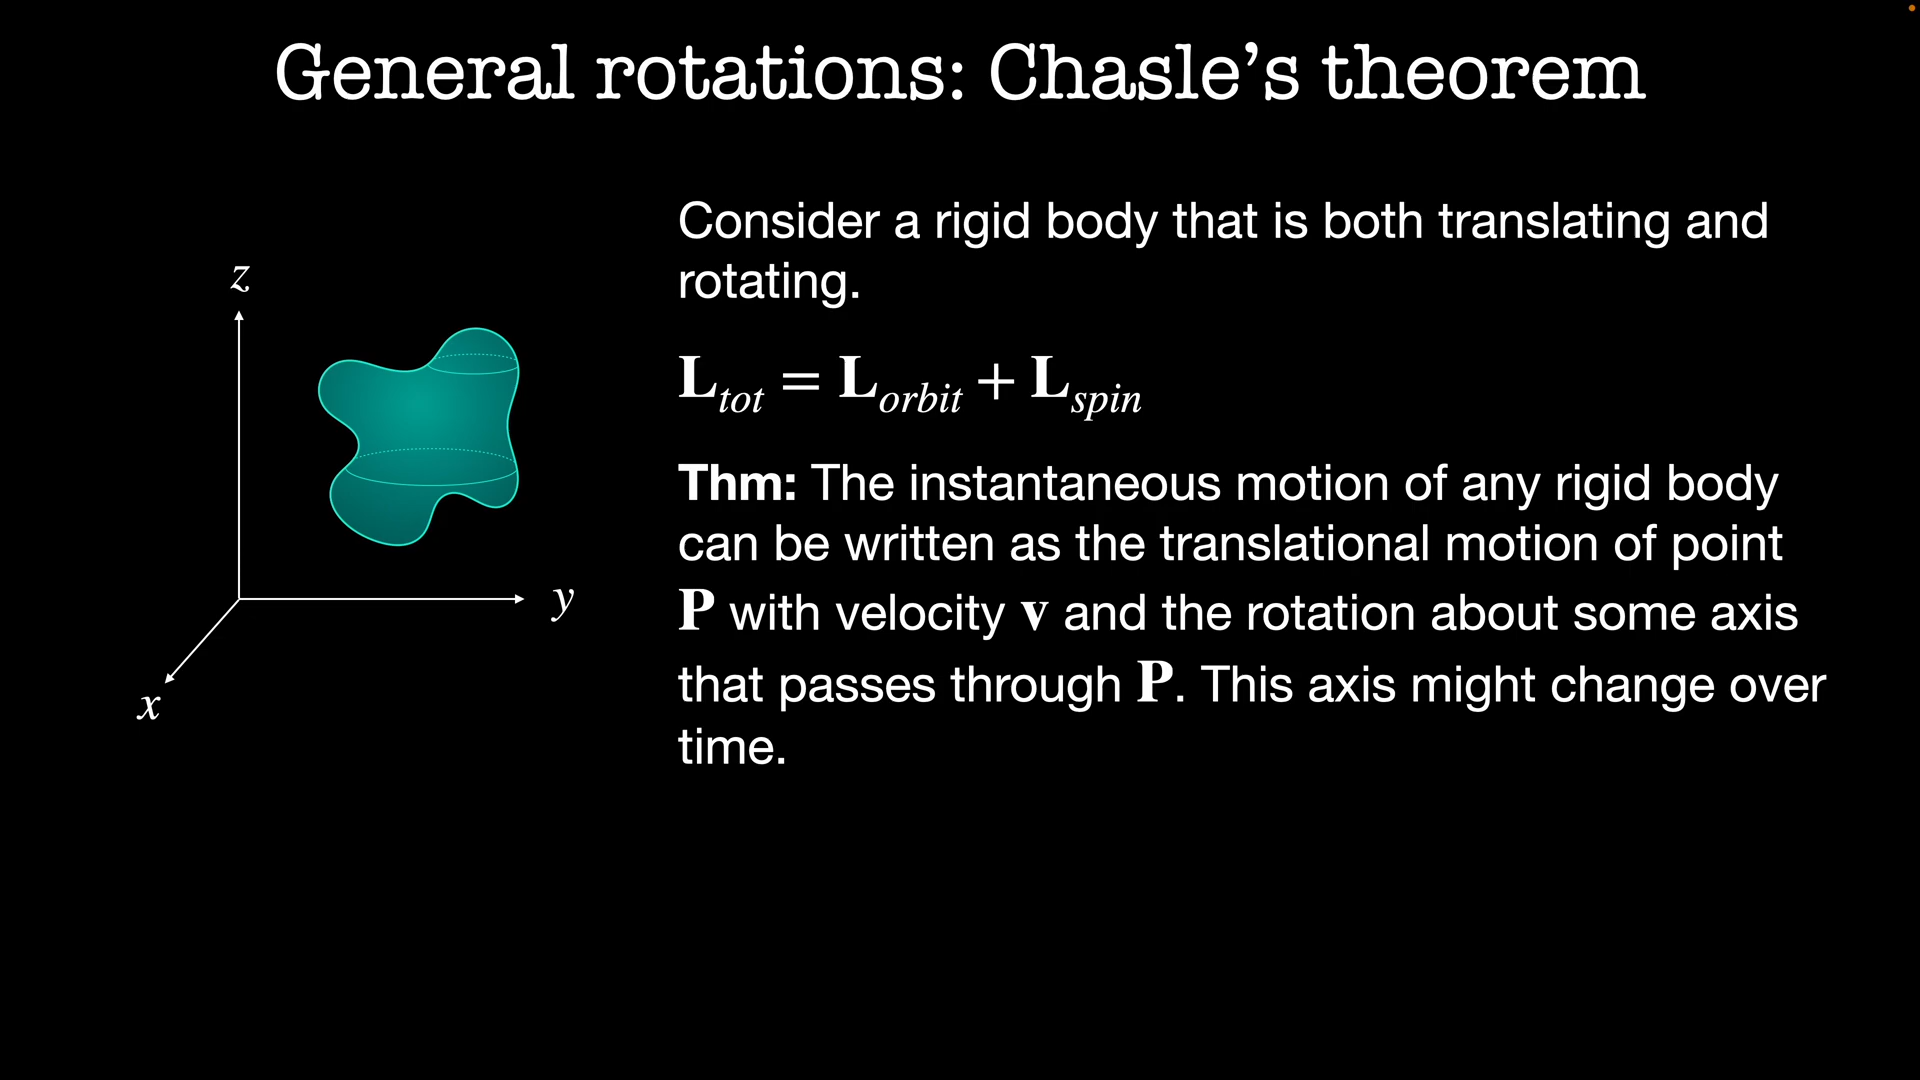 General rotations: Chasle’s theorem
Consider a rigid body that is both translating and
rotating.
z
L_tot = L_orbit + L_spin
Thm: The instantaneous motion of any rigid body
can be written as the translational motion of point
P with velocity v and the rotation about some axis
y
that passes through P. This axis might change over
x
time.